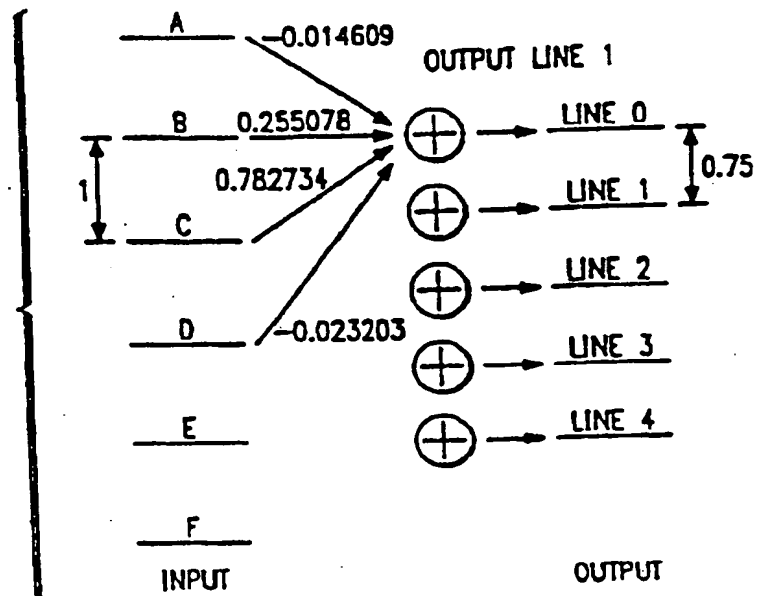 A
-0.014609
OUTPUT LINE 1
B
0.255078
LINE 0
1
0.782734
0.75
C
LINE 1
LINE 2
D
-0.023203
LINE 3
E
LINE 4
F
INPUT
OUTPUT